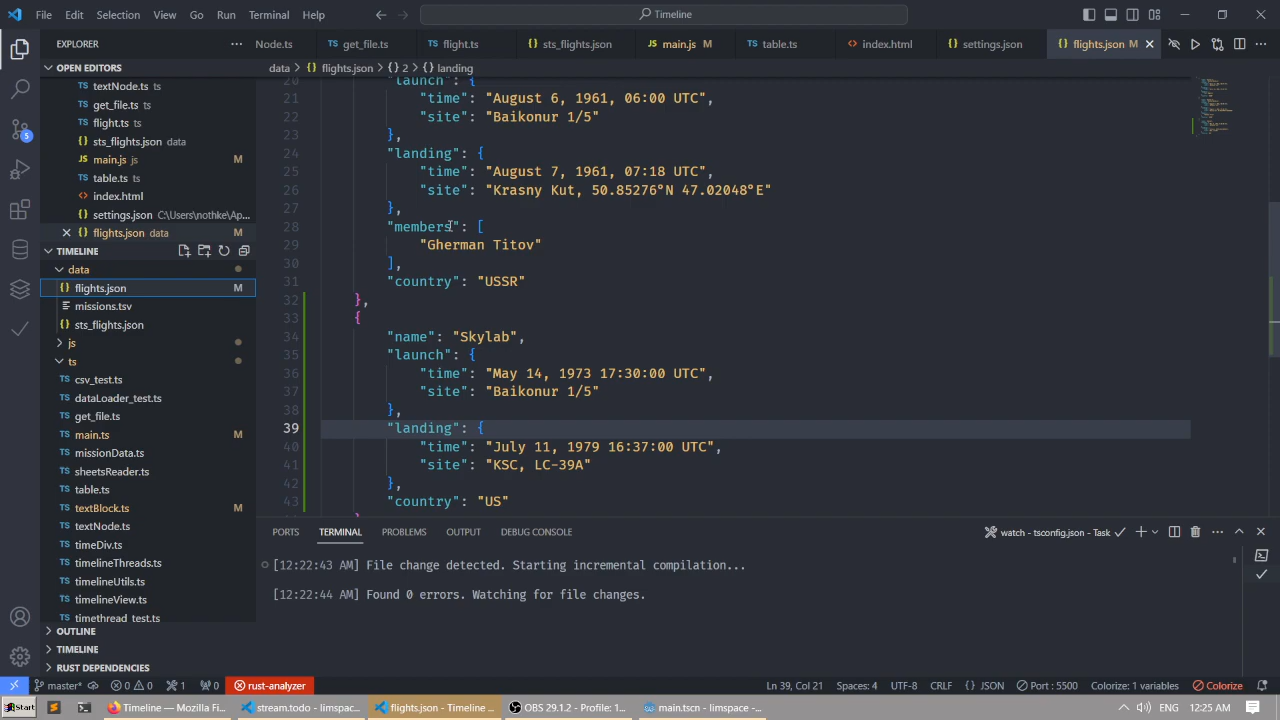 File Edit Selection View Go Run Terminal Help
Timeline
EXPLORER
Node.ts get_file.ts flight.ts sts_flights.json main.js M table.ts index.html settings.json flights.json M
OPEN EDITORS
data > {} flights.json > {} 2 > {} landing
textNode.ts ts
get_file.ts ts
flight.ts ts
sts_flights.json data
main.js js M
table.ts ts
index.html
settings.json C:\Users\nothke\Ap...
flights.json data M
TIMELINE
data
flights.json M
missions.tsv
sts_flights.json
js
ts
csv_test.ts
dataLoader_test.ts
get_file.ts
main.ts M
missionData.ts
sheetsReader.ts
table.ts
textBlock.ts M
textNode.ts
timeDiv.ts
timelineThreads.ts
timelineUtils.ts
timelineView.ts
timethread_test.ts
OUTLINE
TIMELINE
RUST DEPENDENCIES
20 "launch": {
21 "time": "August 6, 1961, 06:00 UTC",
22 "site": "Baikonur 1/5"
23 },
24 "landing": {
25 "time": "August 7, 1961, 07:18 UTC",
26 "site": "Krasny Kut, 50.85276°N 47.02048°E"
27 },
28 "members": [
29 "Gherman Titov"
30 ],
31 "country": "USSR"
32 },
33 {
34 "name": "Skylab",
35 "launch": {
36 "time": "May 14, 1973 17:30:00 UTC",
37 "site": "Baikonur 1/5"
38 },
39 "landing": {
40 "time": "July 11, 1979 16:37:00 UTC",
41 "site": "KSC, LC-39A"
42 },
43 "country": "US"
PORTS TERMINAL PROBLEMS OUTPUT DEBUG CONSOLE
watch - tsconfig.json - Task
[12:22:43 AM] File change detected. Starting incremental compilation...
[12:22:44 AM] Found 0 errors. Watching for file changes.
master* 0 0 1 0 rust-analyzer Ln 39, Col 21 Spaces: 4 UTF-8 CRLF {} JSON Port : 5500 Colorize: 1 variables Colorize
Start Timeline — Mozilla Fi... stream.todo - limspac... flights.json - Timeline ... OBS 29.1.2 - Profile: 1... main.tscn - limspace -... ENG 12:25 AM